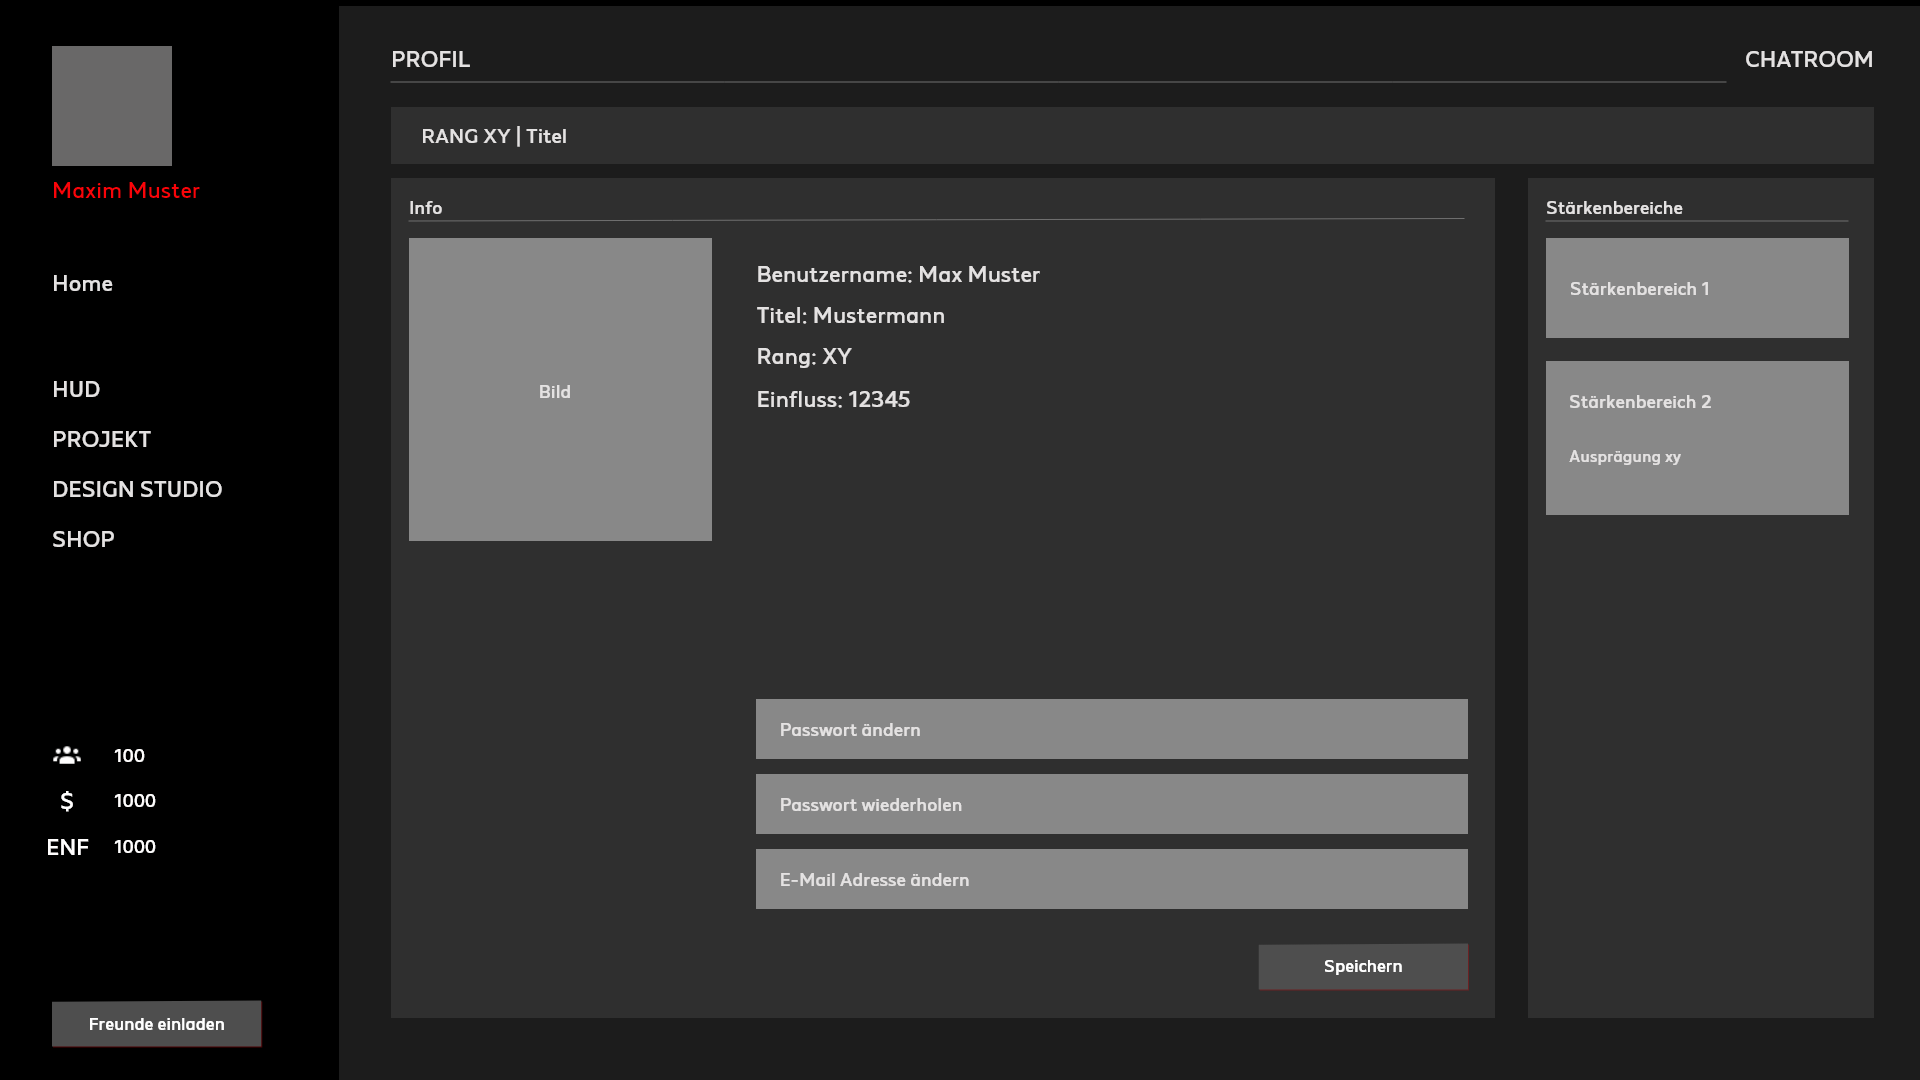 Maxim Muster
Home
HUD
PROJEKT
DESIGN STUDIO
SHOP
100
$ 1000
ENF 1000
Freunde einladen
PROFIL
CHATROOM
RANG XY | Titel
Info
Bild
Benutzername: Max Muster
Titel: Mustermann
Rang: XY
Einfluss: 12345
Passwort ändern
Passwort wiederholen
E-Mail Adresse ändern
Speichern
Stärkenbereiche
Stärkenbereich 1
Stärkenbereich 2
Ausprägung xy